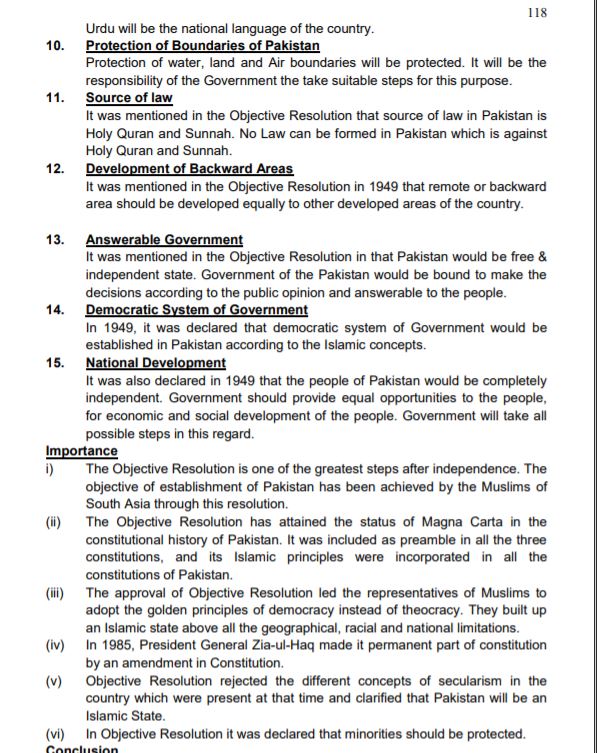 118
Urdu will be the national language of the country.
10. Protection of Boundaries of Pakistan
Protection of water, land and Air boundaries will be protected. It will be the
responsibility of the Government the take suitable steps for this purpose.
11. Source of law
It was mentioned in the Objective Resolution that source of law in Pakistan is
Holy Quran and Sunnah. No Law can be formed in Pakistan which is against
Holy Quran and Sunnah.
12. Development of Backward Areas
It was mentioned in the Objective Resolution in 1949 that remote or backward
area should be developed equally to other developed areas of the country.
13. Answerable Government
It was mentioned in the Objective Resolution in that Pakistan would be free &
independent state. Government of the Pakistan would be bound to make the
decisions according to the public opinion and answerable to the people.
14. Democratic System of Government
In 1949, it was declared that democratic system of Government would be
established in Pakistan according to the Islamic concepts.
15. National Development
It was also declared in 1949 that the people of Pakistan would be completely
independent. Government should provide equal opportunities to the people,
for economic and social development of the people. Government will take all
possible steps in this regard.
Importance
i) The Objective Resolution is one of the greatest steps after independence. The
objective of establishment of Pakistan has been achieved by the Muslims of
South Asia through this resolution.
(ii) The Objective Resolution has attained the status of Magna Carta in the
constitutional history of Pakistan. It was included as preamble in all the three
constitutions, and its Islamic principles were incorporated in all the
constitutions of Pakistan.
(iii) The approval of Objective Resolution led the representatives of Muslims to
adopt the golden principles of democracy instead of theocracy. They built up
an Islamic state above all the geographical, racial and national limitations.
(iv) In 1985, President General Zia-ul-Haq made it permanent part of constitution
by an amendment in Constitution.
(v) Objective Resolution rejected the different concepts of secularism in the
country which were present at that time and clarified that Pakistan will be an
Islamic State.
(vi) In Objective Resolution it was declared that minorities should be protected.
Conclusion